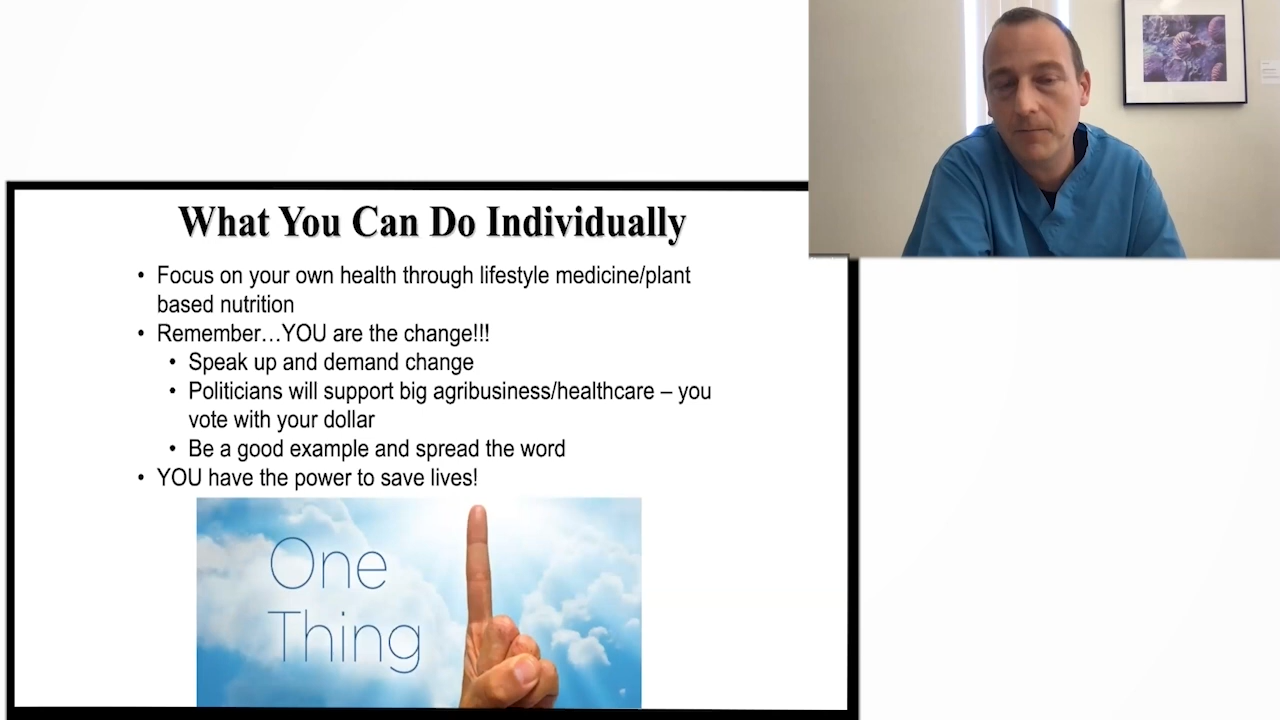 What You Can Do Individually
• Focus on your own health through lifestyle medicine/plant
based nutrition
• Remember…YOU are the change!!!
• Speak up and demand change
• Politicians will support big agribusiness/healthcare – you
vote with your dollar
• Be a good example and spread the word
• YOU have the power to save lives!
One
Thing